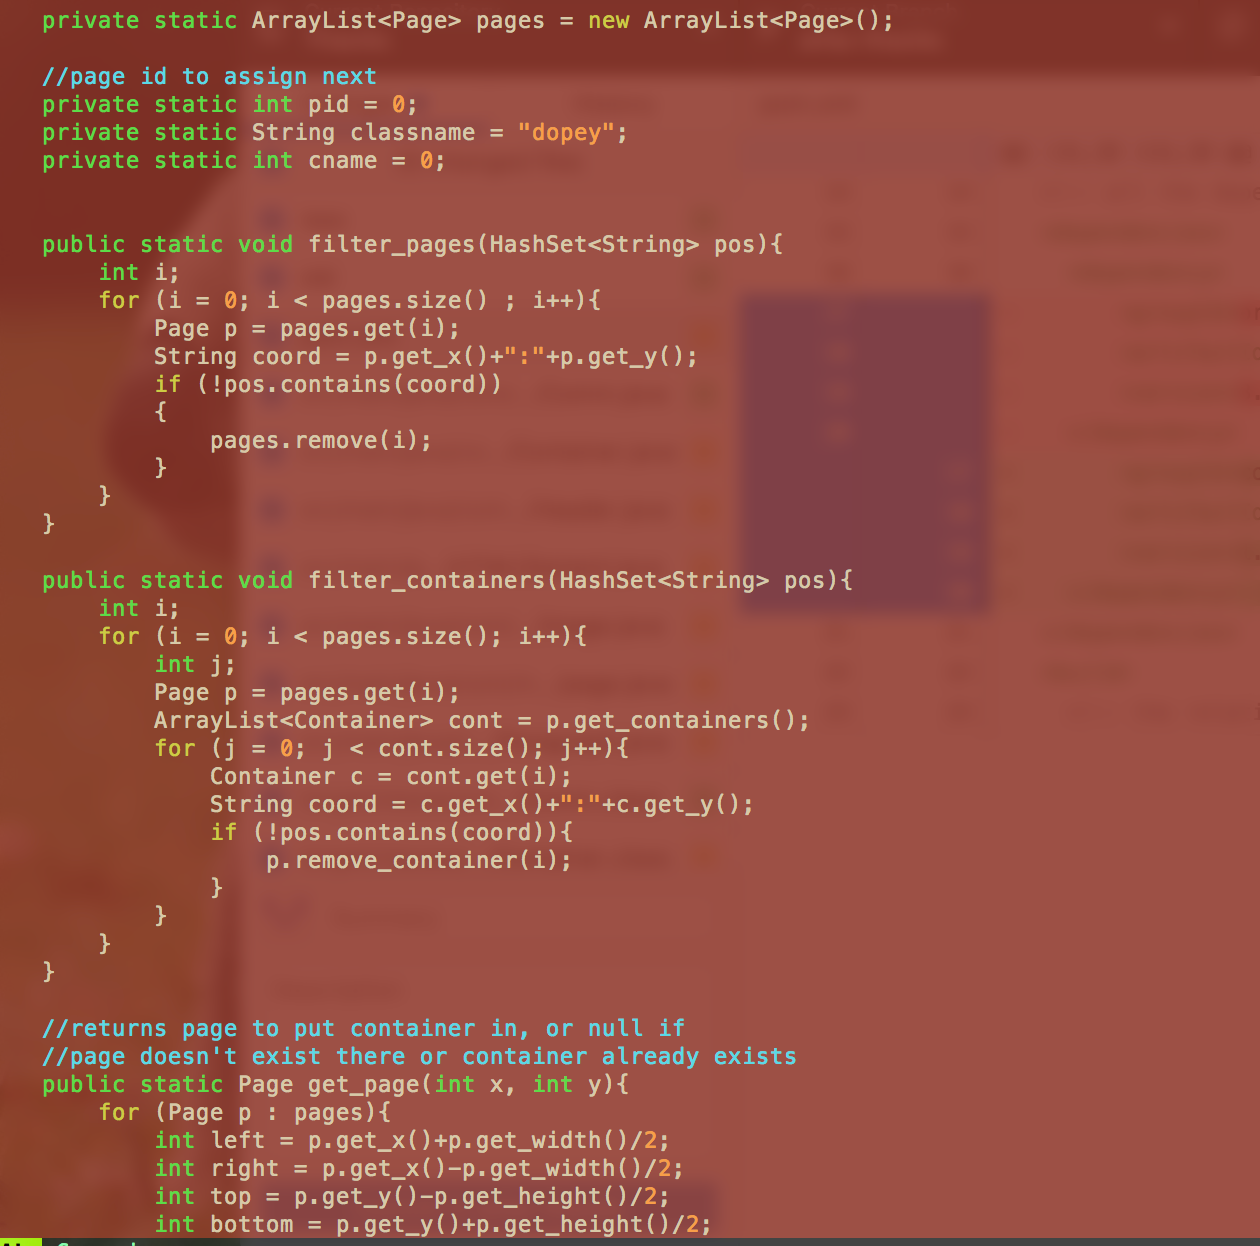 private static ArrayList<Page> pages = new ArrayList<Page>();
//page id to assign next
private static int pid = 0;
private static String classname = "dopey";
private static int cname = 0;
public static void filter_pages(HashSet<String> pos){
int i;
for (i = 0; i < pages.size() ; i++){
Page p = pages.get(i);
String coord = p.get_x()+":"+p.get_y();
if (!pos.contains(coord))
{
pages.remove(i);
}
}
}
public static void filter_containers(HashSet<String> pos){
int i;
for (i = 0; i < pages.size(); i++){
int j;
Page p = pages.get(i);
ArrayList<Container> cont = p.get_containers();
for (j = 0; j < cont.size(); j++){
Container c = cont.get(i);
String coord = c.get_x()+":"+c.get_y();
if (!pos.contains(coord)){
p.remove_container(i);
}
}
}
}
//returns page to put container in, or null if
//page doesn't exist there or container already exists
public static Page get_page(int x, int y){
for (Page p : pages){
int left = p.get_x()+p.get_width()/2;
int right = p.get_x()-p.get_width()/2;
int top = p.get_y()-p.get_height()/2;
int bottom = p.get_y()+p.get_height()/2;